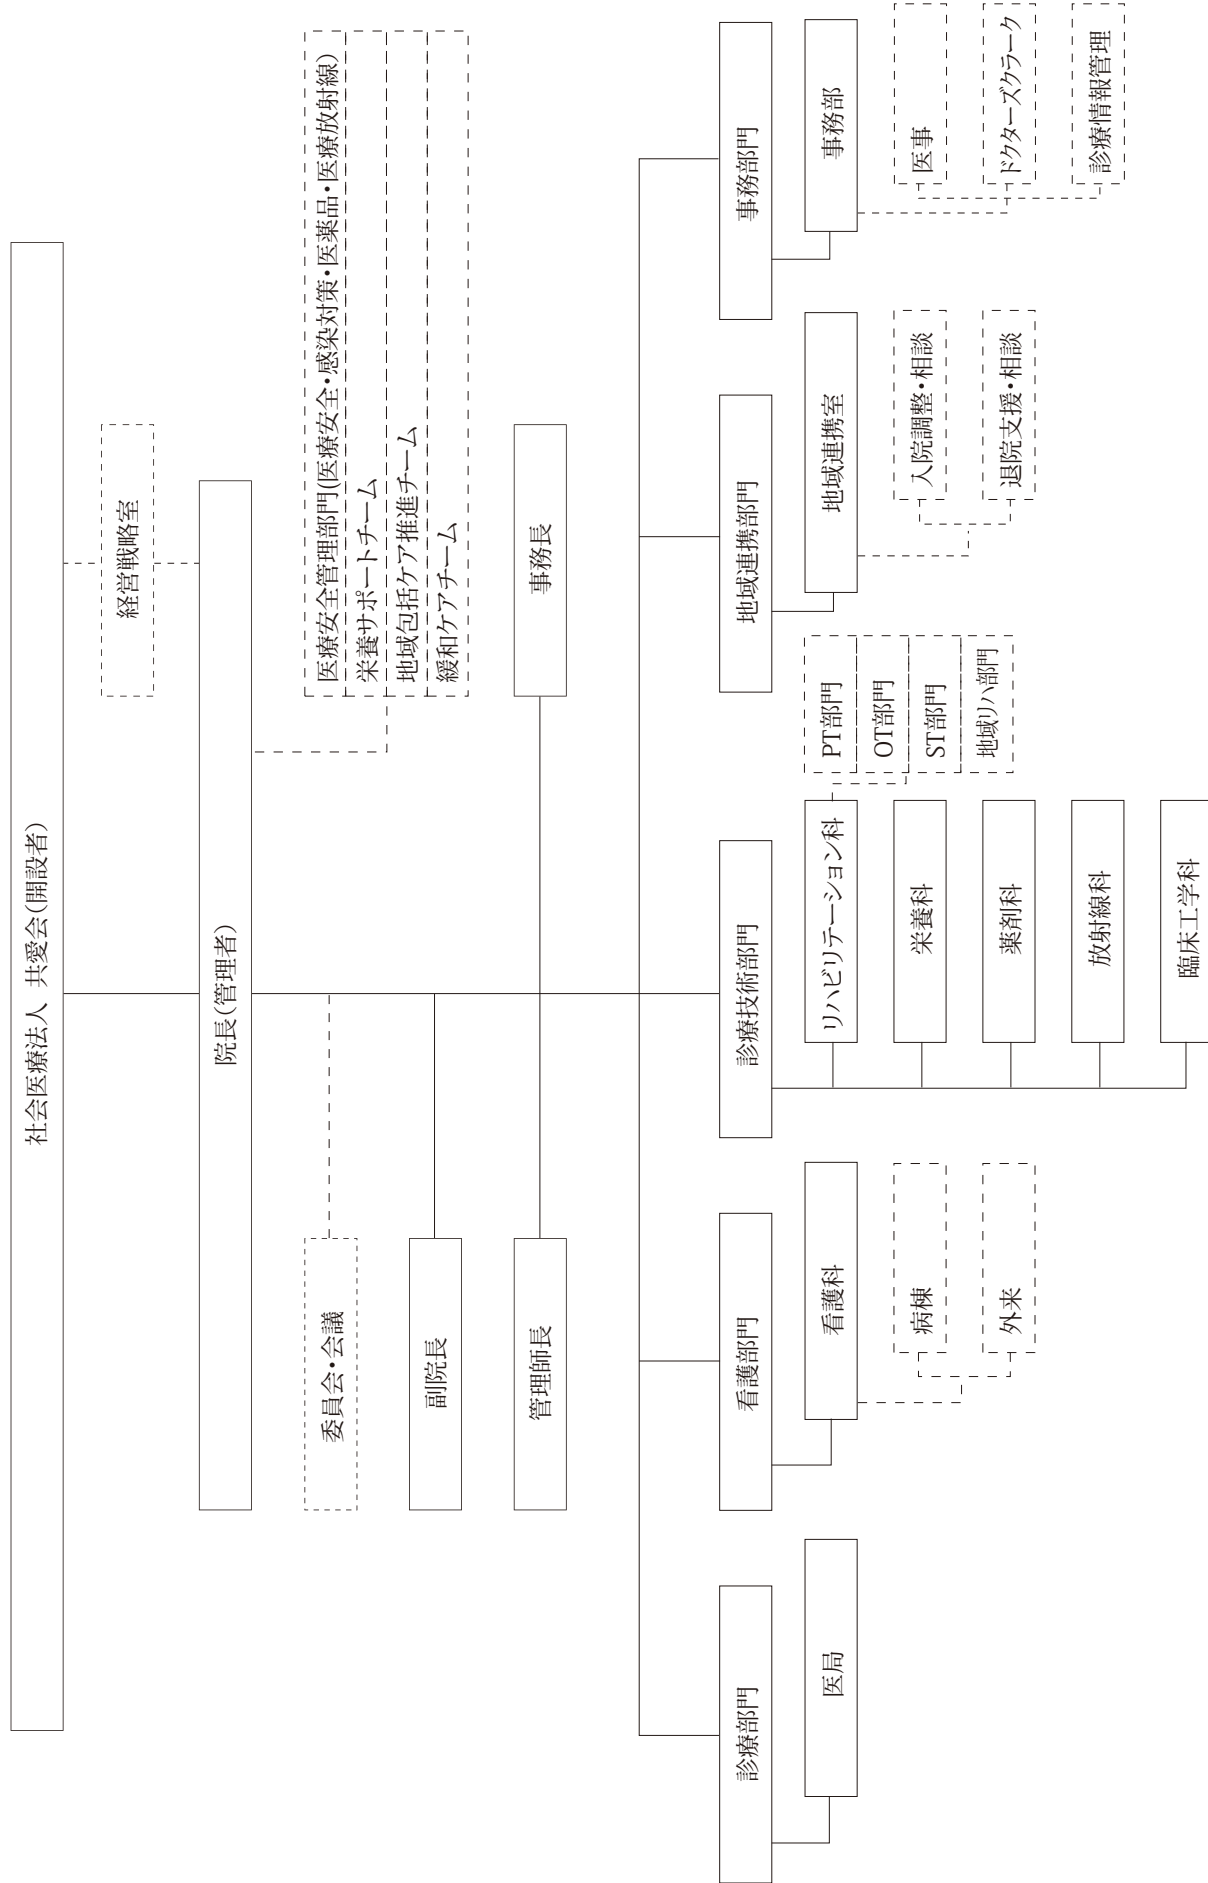 社会医療法人 共愛会(開設者)
経営戦略室
院長(管理者)
委員会・会議
医療安全管理部門(医療安全・感染対策・医薬品・医療放射線)
栄養サポートチーム
地域包括ケア推進チーム
緩和ケアチーム
副院長
管理師長
事務長
診療部門
看護部門
診療技術部門
地域連携部門
事務部門
医局
看護科
病棟
外来
リハビリテーション科
PT部門
OT部門
ST部門
地域リハ部門
栄養科
薬剤科
放射線科
臨床工学科
地域連携室
入院調整・相談
退院支援・相談
事務部
医事
ドクターズクラーク
診療情報管理